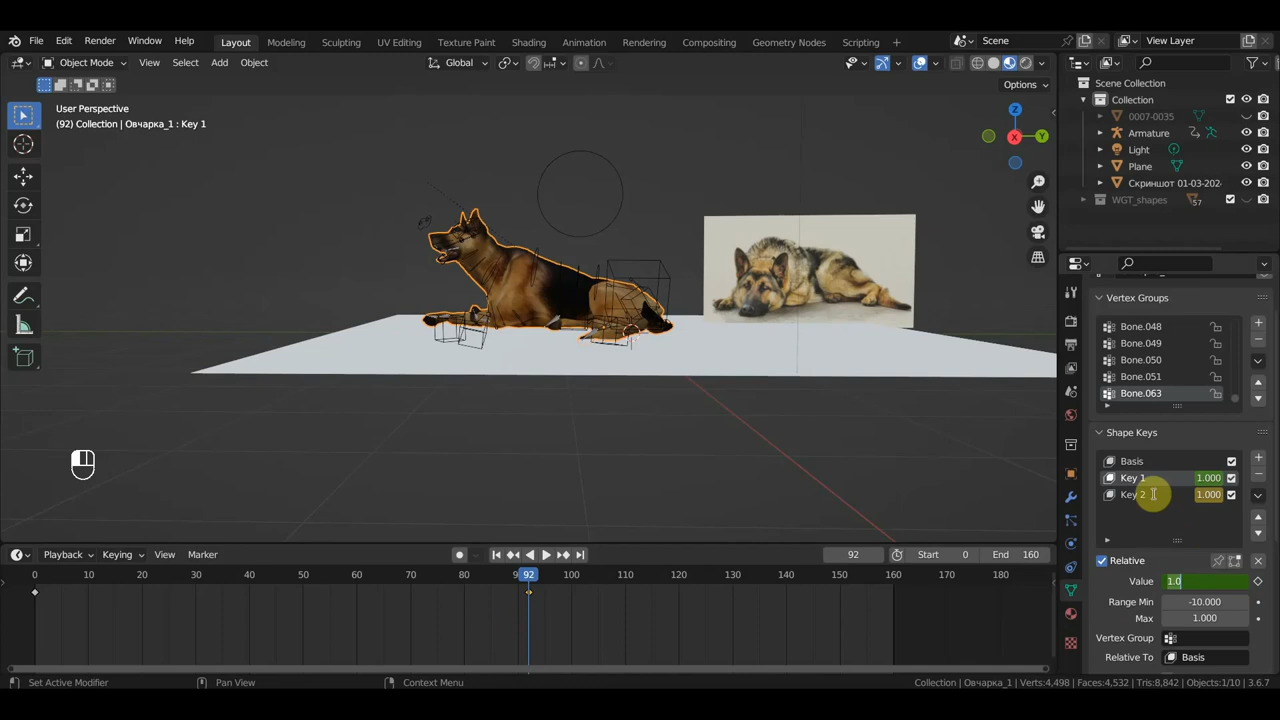 File Edit Render Window Help Layout Modeling Sculpting UV Editing Texture Paint Shading Animation Rendering Compositing Geometry Nodes Scripting + Scene View Layer
Object Mode View Select Add Object Global
Options
User Perspective
(92) Collection | Овчарка_1 : Key 1
Z
Y
X
Scene Collection
Collection
0007-0035
Armature
Light
Plane
Скриншот 01-03-202
WGT_shapes 57
Vertex Groups
Bone.048
Bone.049
Bone.050
Bone.051
Bone.063
Shape Keys
Basis
Key 1 1.000
Key 2 1.000
Relative
Value 1.0
Range Min -10.000
Max 1.000
Vertex Group
Relative To Basis
Playback Keying View Marker 92 Start 0 End 160
0 10 20 30 40 50 60 70 80 92 100 110 120 130 140 150 160 170 180
Set Active Modifier Pan View Context Menu Collection | Овчарка_1 | Verts:4,498 | Faces:4,532 | Tris:8,842 | Objects:1/10 | 3.6.7